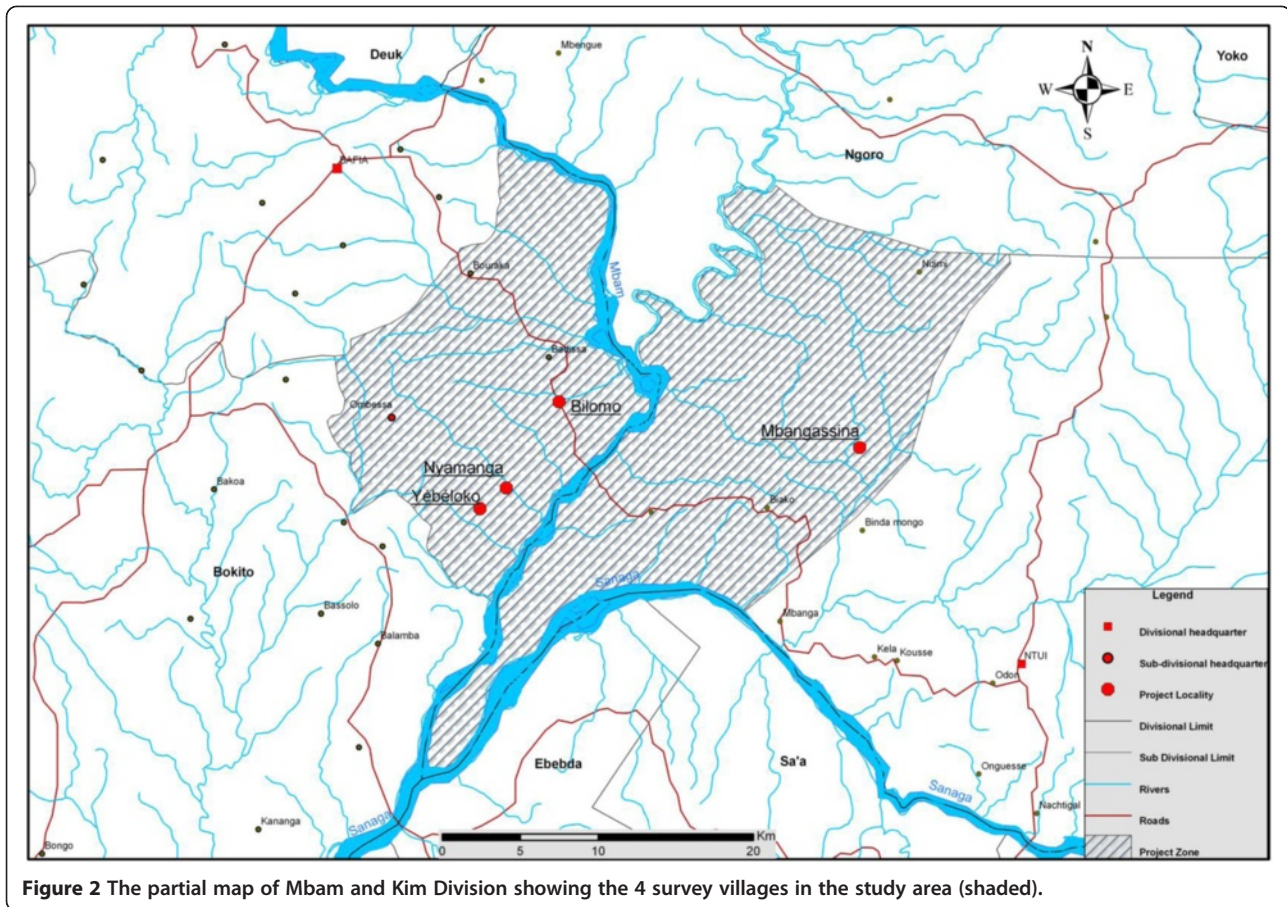 Deuk
Mbengue
Yoko
N
W E
S
BAFIA
Ngoro
Bouraka
Mbam
Ndimi
Batissa
Ombessa
Bilomo
Mbangassina
Nyamanga
Yébéloko
Bakoa
Biako
Binda mongo
Bokito
Sanaga
Bassolo
Balamba
Mbanga
Kela Kousse
NTUI
Odon
Ebebda
Sa'a
Onguesse
Sanaga
Nachtigal
Kananga
Sanaga
Bongo
Km
0 5 10 20
Legend
Divisional headquarter
Sub-divisional headquarter
Project Locality
Divisional Limit
Sub Divisional Limit
Rivers
Roads
Project Zone
Figure 2 The partial map of Mbam and Kim Division showing the 4 survey villages in the study area (shaded).